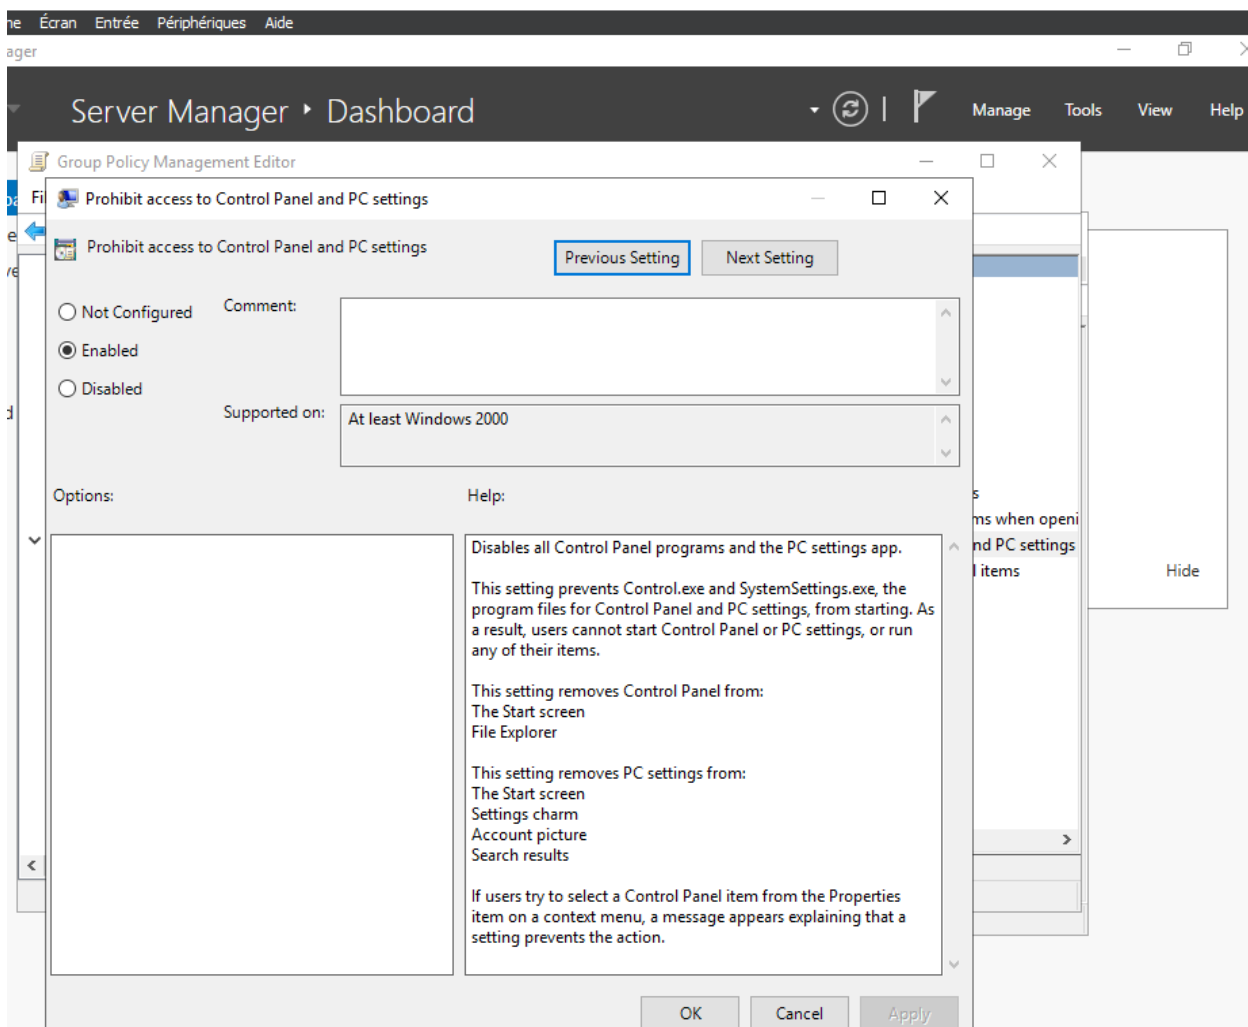 ne Écran Entrée Périphériques Aide
ager
Server Manager ‣ Dashboard
Manage Tools View Help
Group Policy Management Editor
Fil
Prohibit access to Control Panel and PC settings
Prohibit access to Control Panel and PC settings
Previous Setting Next Setting
Not Configured
Comment:
Enabled
Disabled
Supported on:
At least Windows 2000
Options:
Help:
s
ms when openi
nd PC settings
l items
Hide
Disables all Control Panel programs and the PC settings app.
This setting prevents Control.exe and SystemSettings.exe, the
program files for Control Panel and PC settings, from starting. As
a result, users cannot start Control Panel or PC settings, or run
any of their items.
This setting removes Control Panel from:
The Start screen
File Explorer
This setting removes PC settings from:
The Start screen
Settings charm
Account picture
Search results
If users try to select a Control Panel item from the Properties
item on a context menu, a message appears explaining that a
setting prevents the action.
OK Cancel Apply